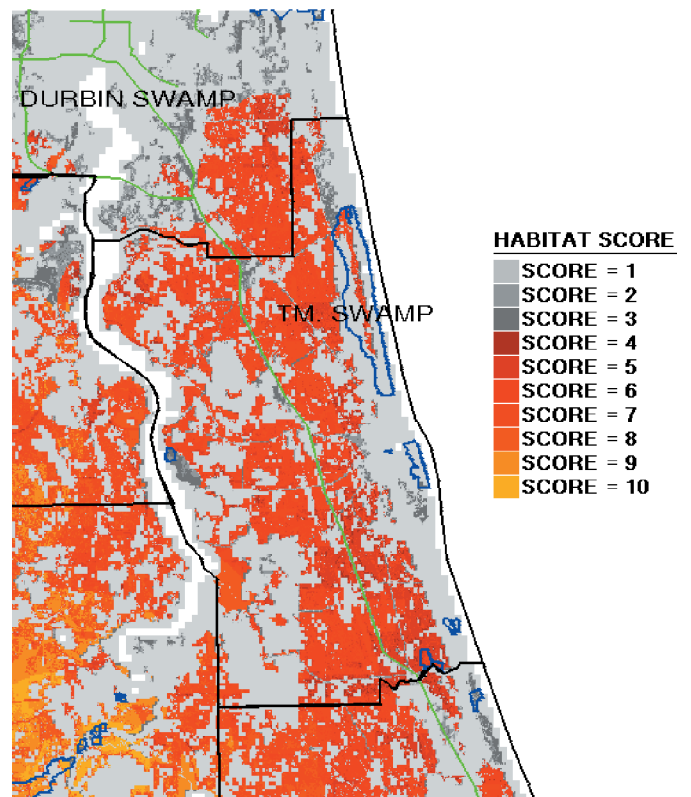 DURBIN SWAMP
TM. SWAMP
HABITAT SCORE
SCORE = 1
SCORE = 2
SCORE = 3
SCORE = 4
SCORE = 5
SCORE = 6
SCORE = 7
SCORE = 8
SCORE = 9
SCORE = 10